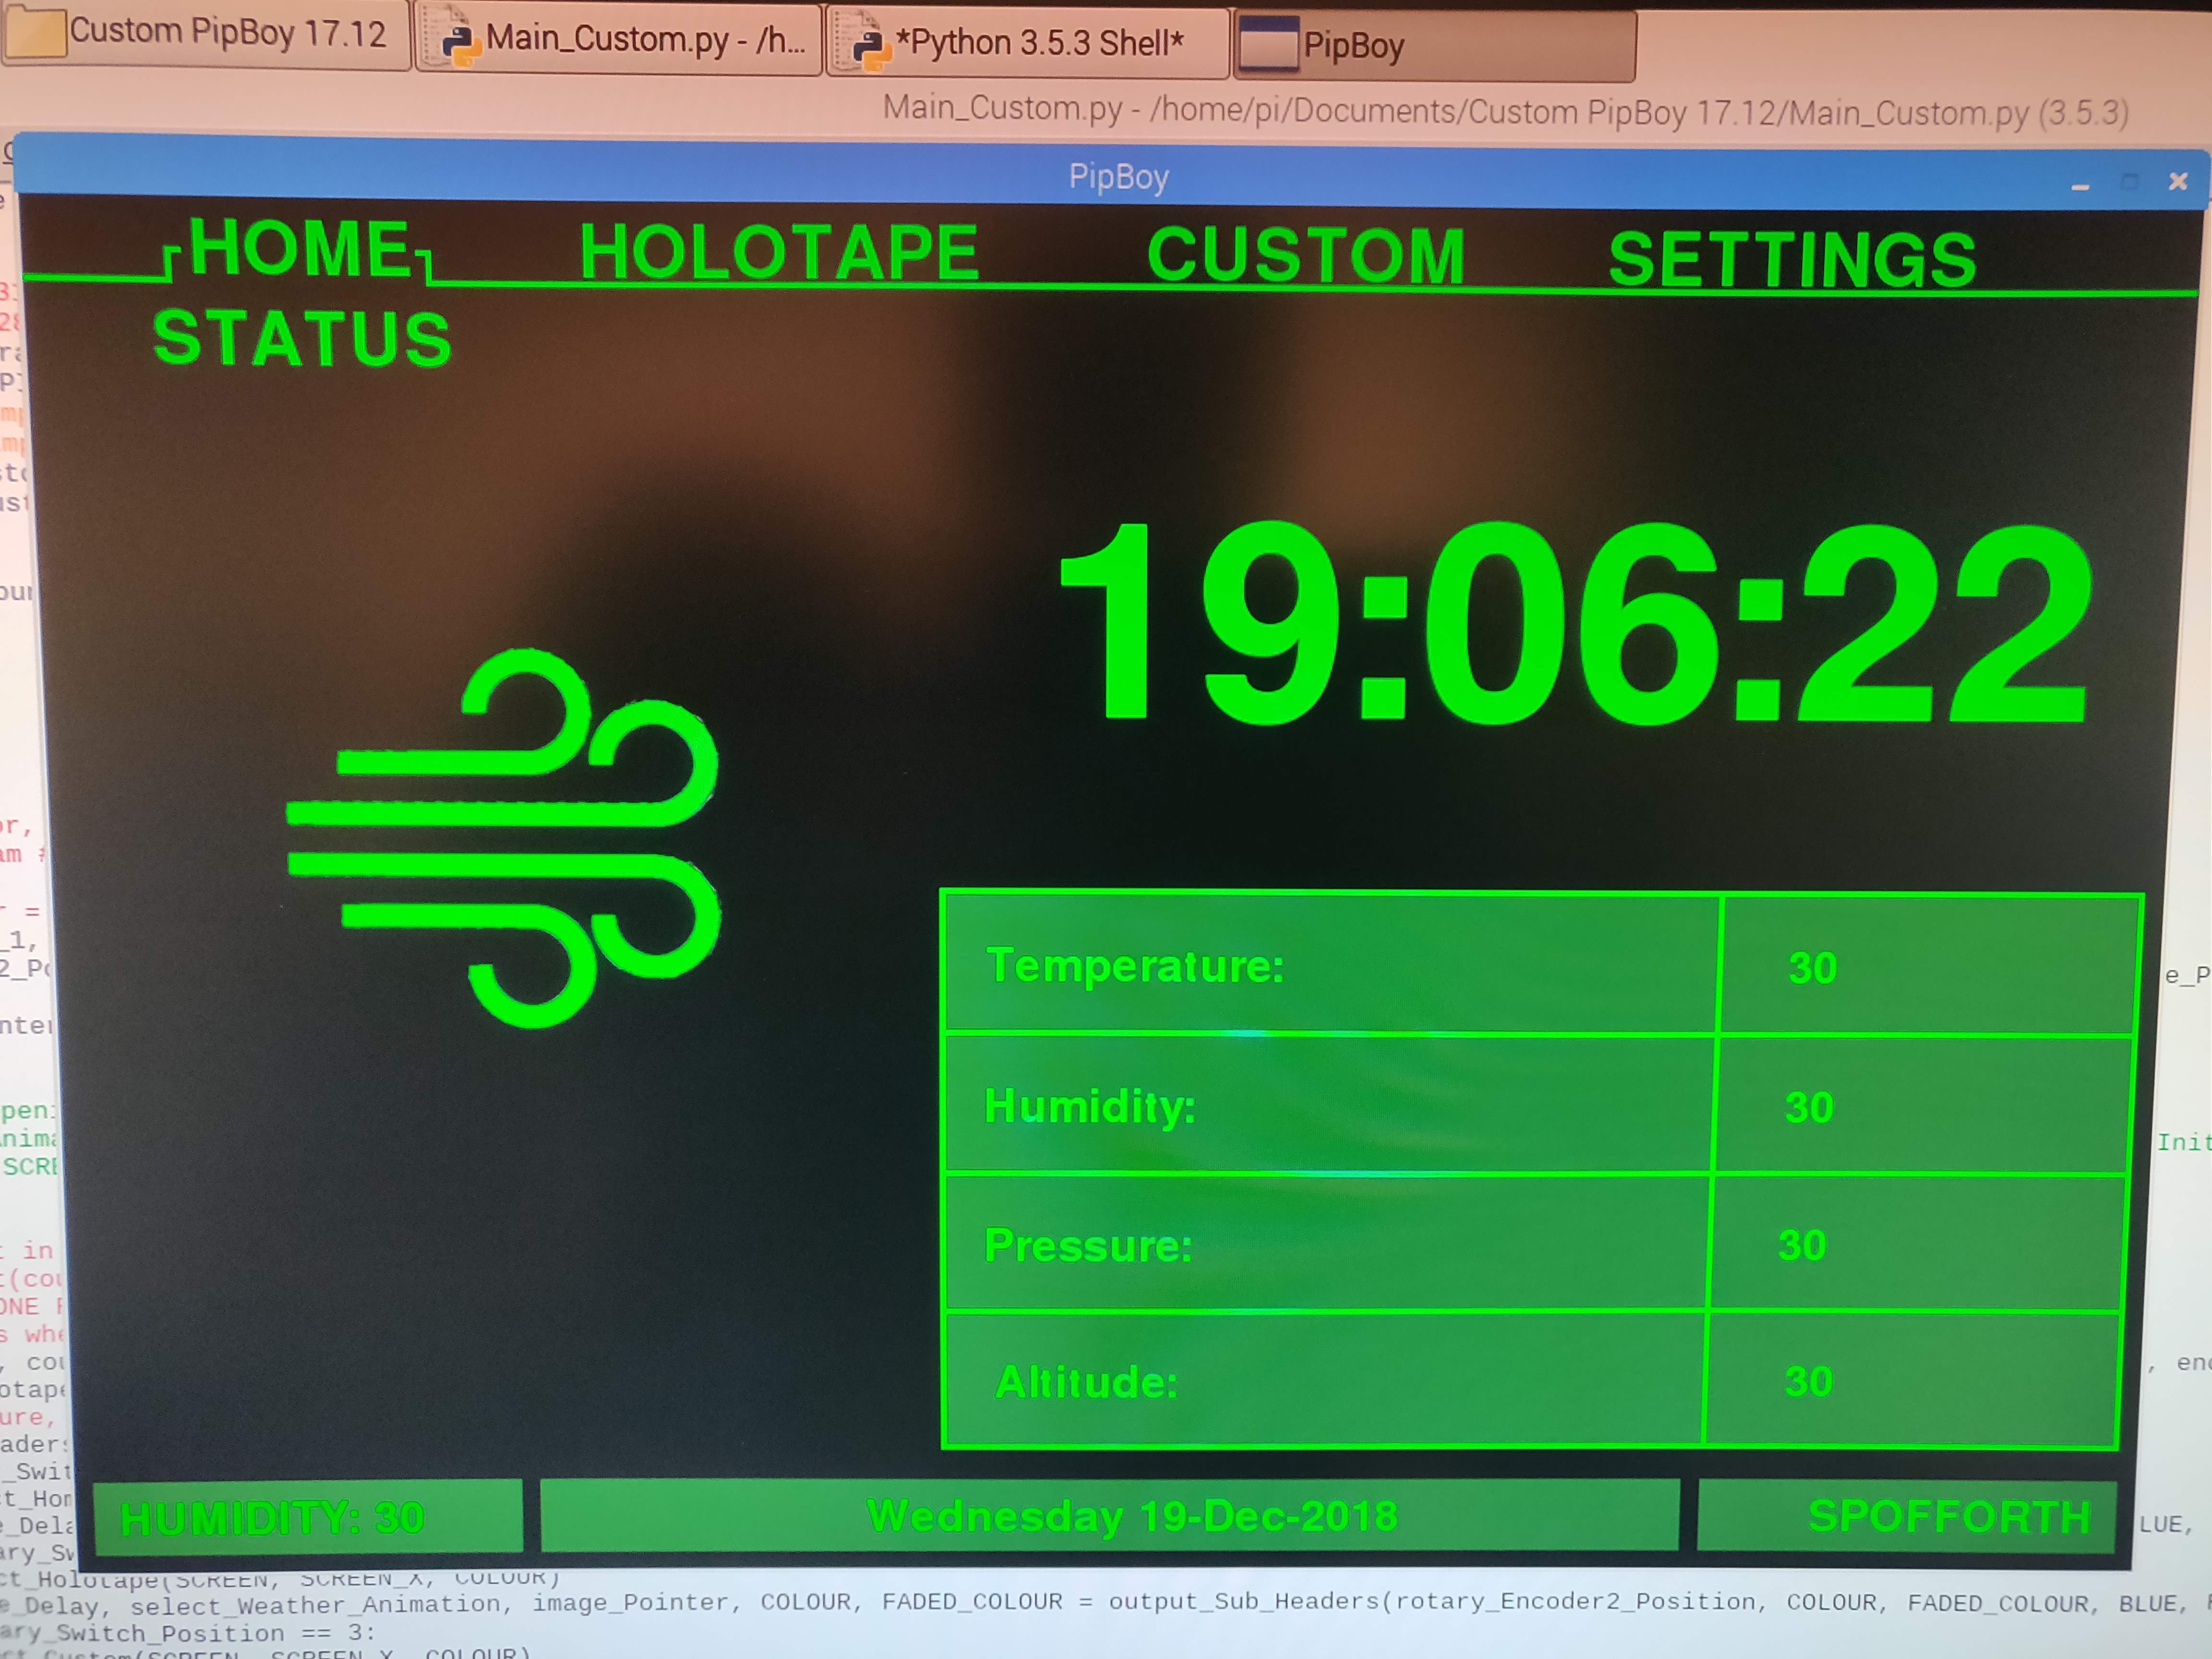 Custom PipBoy 17.12
Main_Custom.py - /h...
*Python 3.5.3 Shell*
PipBoy
Main_Custom.py - /home/pi/Documents/Custom PipBoy 17.12/Main_Custom.py (3.5.3)
PipBoy
HOME HOLOTAPE CUSTOM SETTINGS
STATUS
19:06:22
Temperature: 30
Humidity: 30
Pressure: 30
Altitude: 30
HUMIDITY: 30
Wednesday 19-Dec-2018
SPOFFORTH
LUE,
ct_Holotape(SCREEN, SCREEN_X, COLOUR)
e_Delay, select_Weather_Animation, image_Pointer, COLOUR, FADED_COLOUR = output_Sub_Headers(rotary_Encoder2_Position, COLOUR, FADED_COLOUR, BLUE,
ary_Switch_Position == 3:
ct_Custom(SCREEN, SCREEN_X, COLOUR)